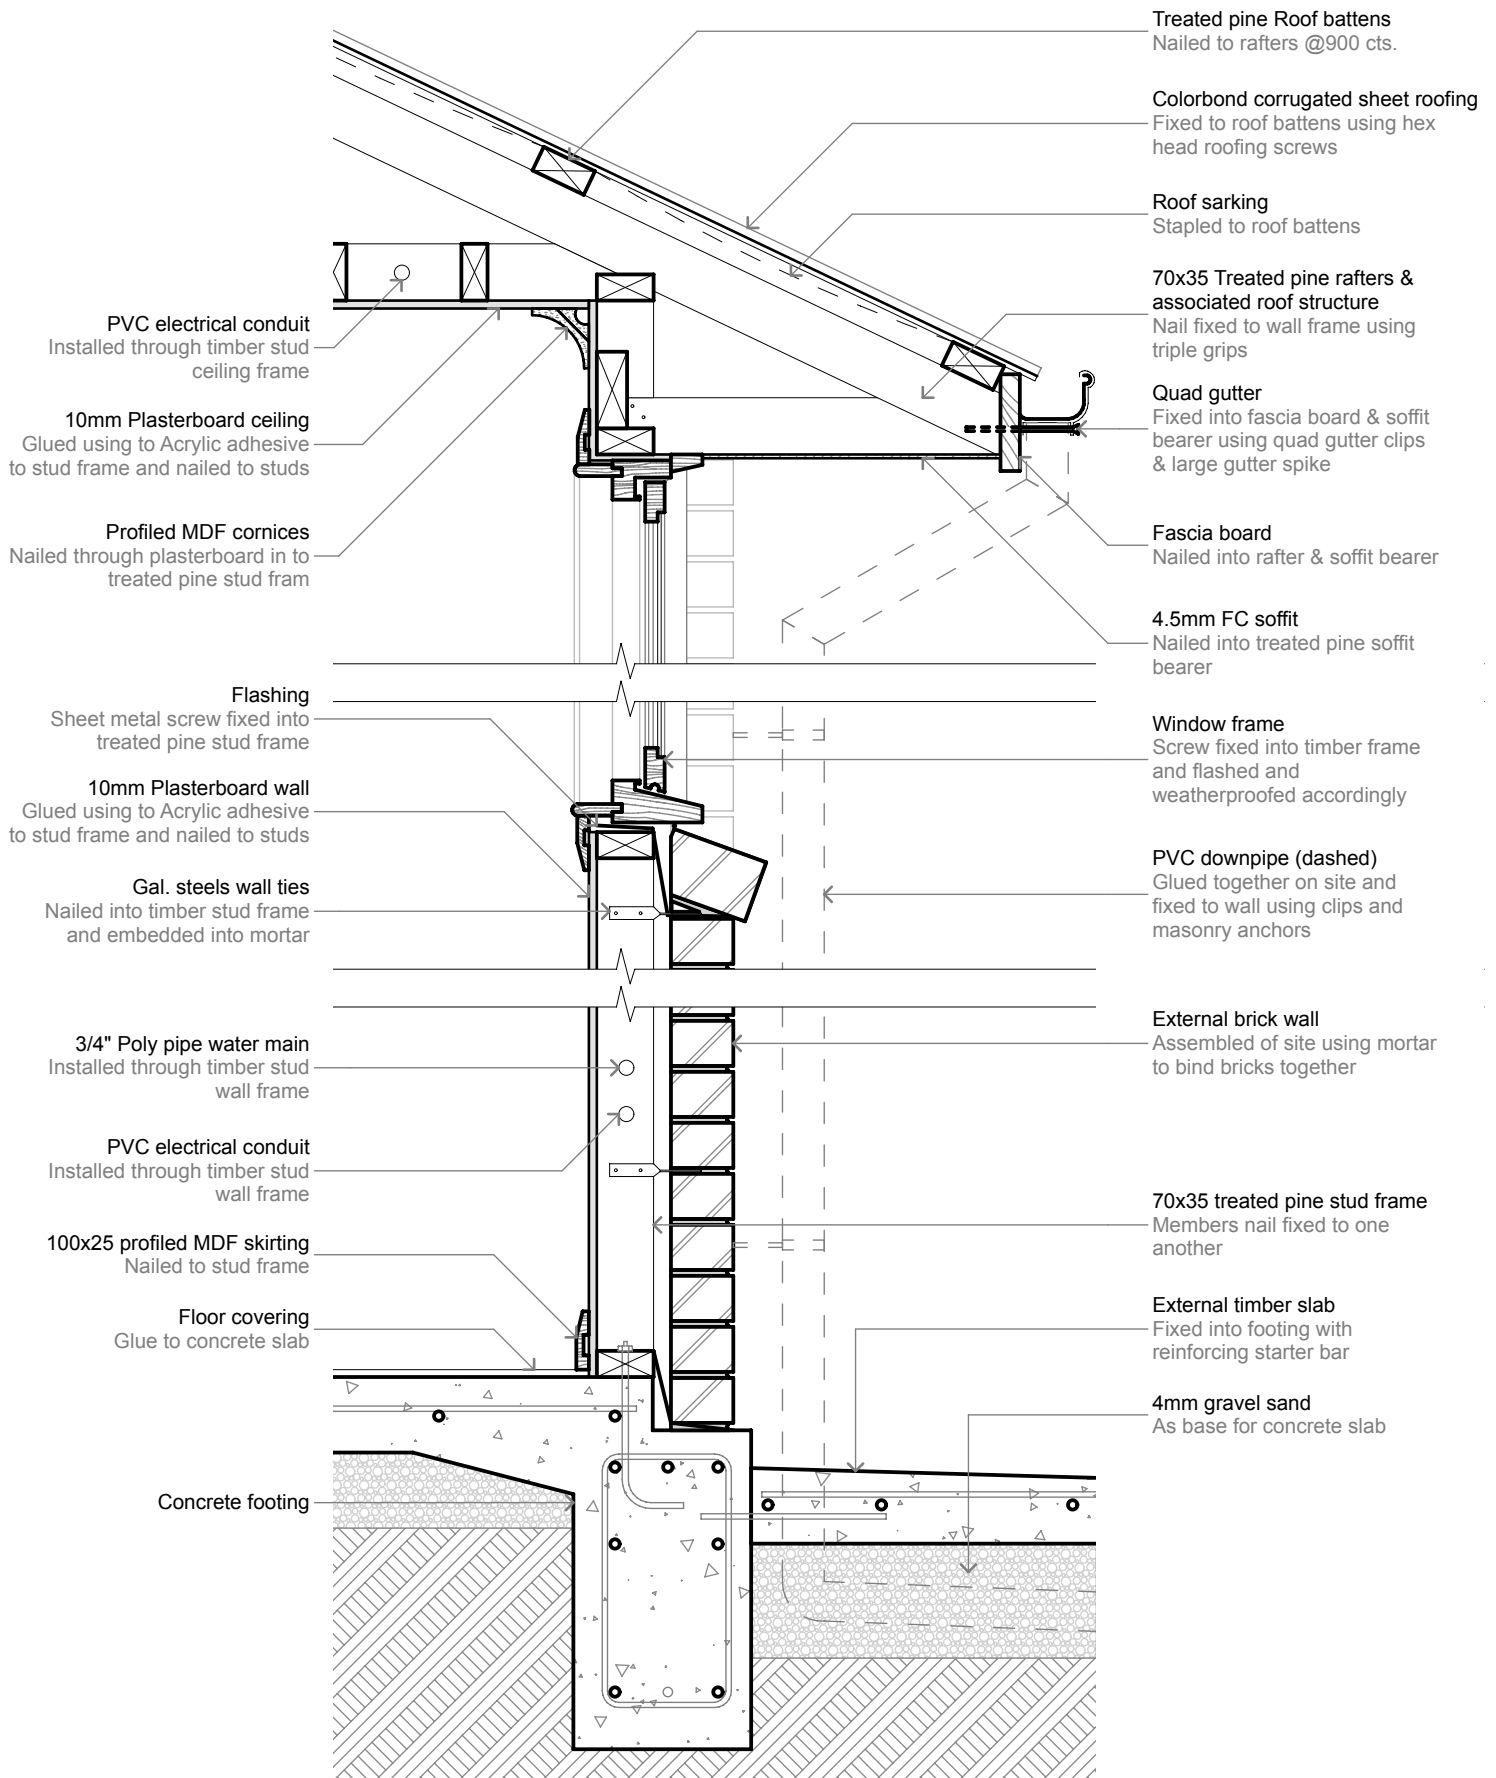 Treated pine Roof battens
Nailed to rafters @900 cts.
Colorbond corrugated sheet roofing
Fixed to roof battens using hex
head roofing screws
Roof sarking
Stapled to roof battens
70x35 Treated pine rafters &
associated roof structure
Nail fixed to wall frame using
triple grips
Quad gutter
Fixed into fascia board & soffit
bearer using quad gutter clips
& large gutter spike
Fascia board
Nailed into rafter & soffit bearer
4.5mm FC soffit
Nailed into treated pine soffit
bearer
Window frame
Screw fixed into timber frame
and flashed and
weatherproofed accordingly
PVC downpipe (dashed)
Glued together on site and
fixed to wall using clips and
masonry anchors
External brick wall
Assembled of site using mortar
to bind bricks together
70x35 treated pine stud frame
Members nail fixed to one
another
External timber slab
Fixed into footing with
reinforcing starter bar
4mm gravel sand
As base for concrete slab
PVC electrical conduit
Installed through timber stud
ceiling frame
10mm Plasterboard ceiling
Glued using to Acrylic adhesive
to stud frame and nailed to studs
Profiled MDF cornices
Nailed through plasterboard in to
treated pine stud fram
Flashing
Sheet metal screw fixed into
treated pine stud frame
10mm Plasterboard wall
Glued using to Acrylic adhesive
to stud frame and nailed to studs
Gal. steels wall ties
Nailed into timber stud frame
and embedded into mortar
3/4" Poly pipe water main
Installed through timber stud
wall frame
PVC electrical conduit
Installed through timber stud
wall frame
100x25 profiled MDF skirting
Nailed to stud frame
Floor covering
Glue to concrete slab
Concrete footing